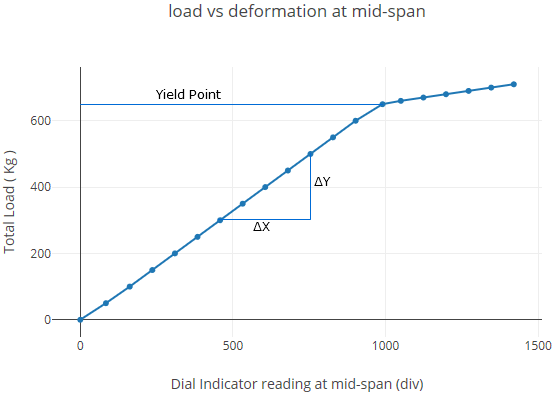 load vs deformation at mid-span
Yield Point
600
ΔY
400
ΔX
200
0
0 500 1000 1500
Total Load ( Kg )
Dial Indicator reading at mid-span (div)